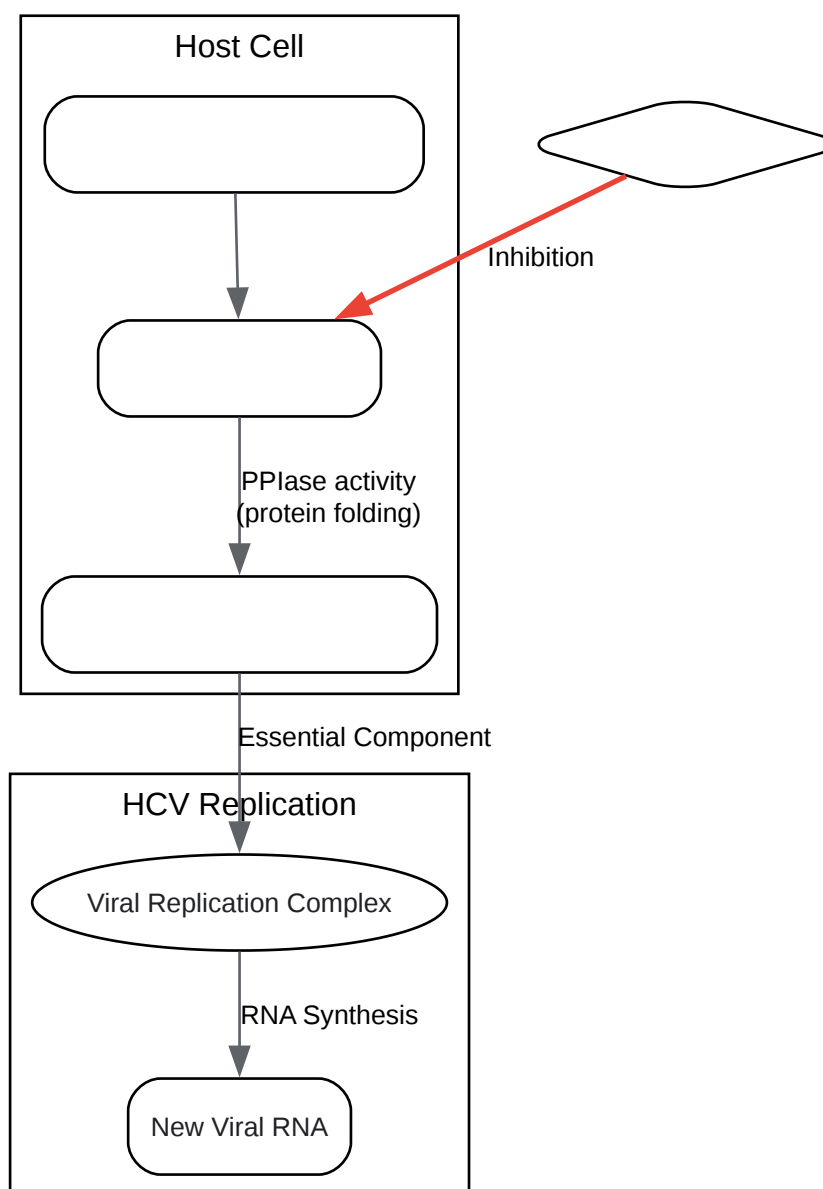 Host Cell
Inhibition
PPIase activity
(protein folding)
Essential Component
HCV Replication
Viral Replication Complex
RNA Synthesis
New Viral RNA